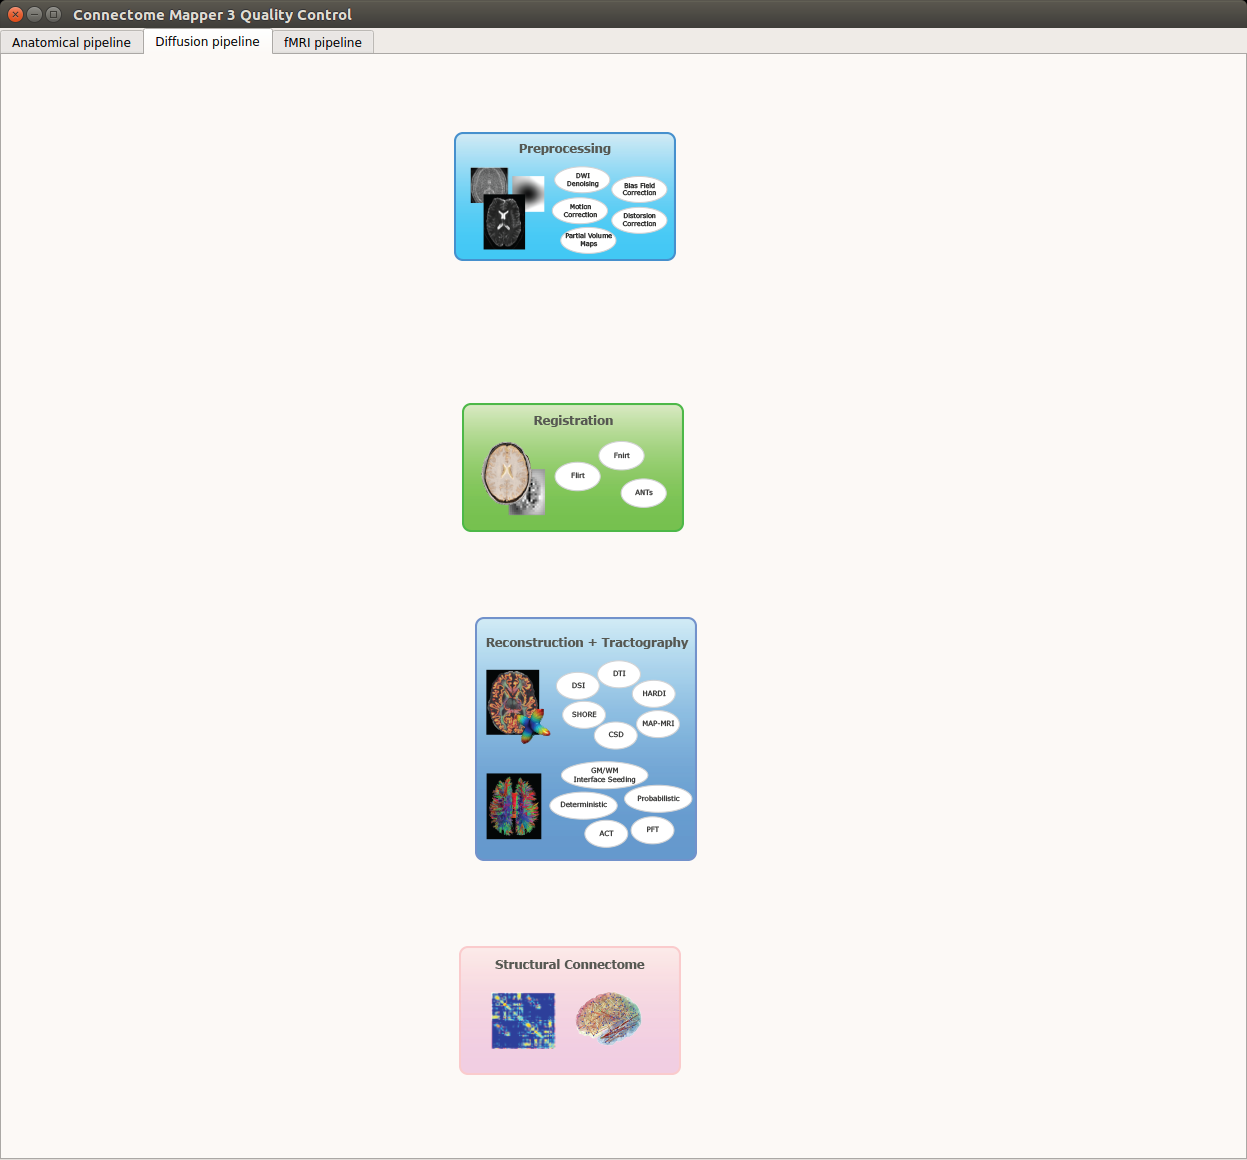 Connectome Mapper 3 Quality Control
Anatomical pipeline
Diffusion pipeline
fMRI pipeline
Preprocessing
DWI
Denoising
Bias Field
Correction
Motion
Correction
Distorsion
Correction
Partial Volume
Maps
Registration
Fnirt
Flirt
ANTs
Reconstruction + Tractography
DTI
DSI
HARDI
SHORE
MAP-MRI
CSD
GM/WM
Interface Seeding
Probabilistic
Deterministic
PFT
ACT
Structural Connectome